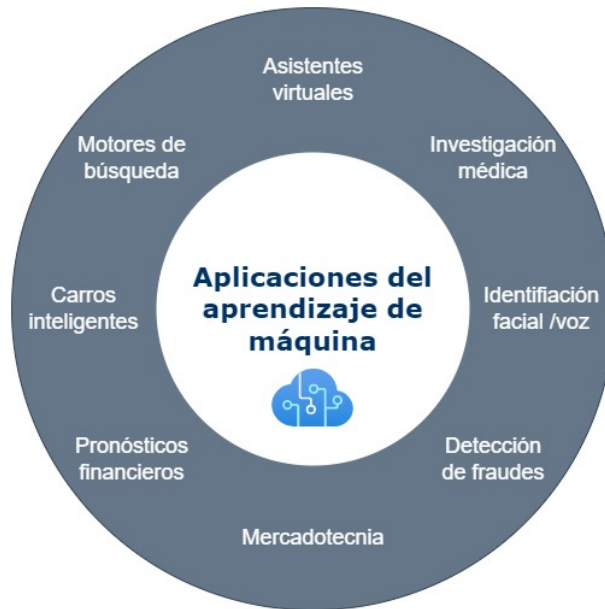 Asistentes
virtuales
Motores de
búsqueda
Investigación
médica
Aplicaciones del
aprendizaje de
máquina
Carros
inteligentes
Identifiación
facial /voz
Pronósticos
financieros
Detección
de fraudes
Mercadotecnia